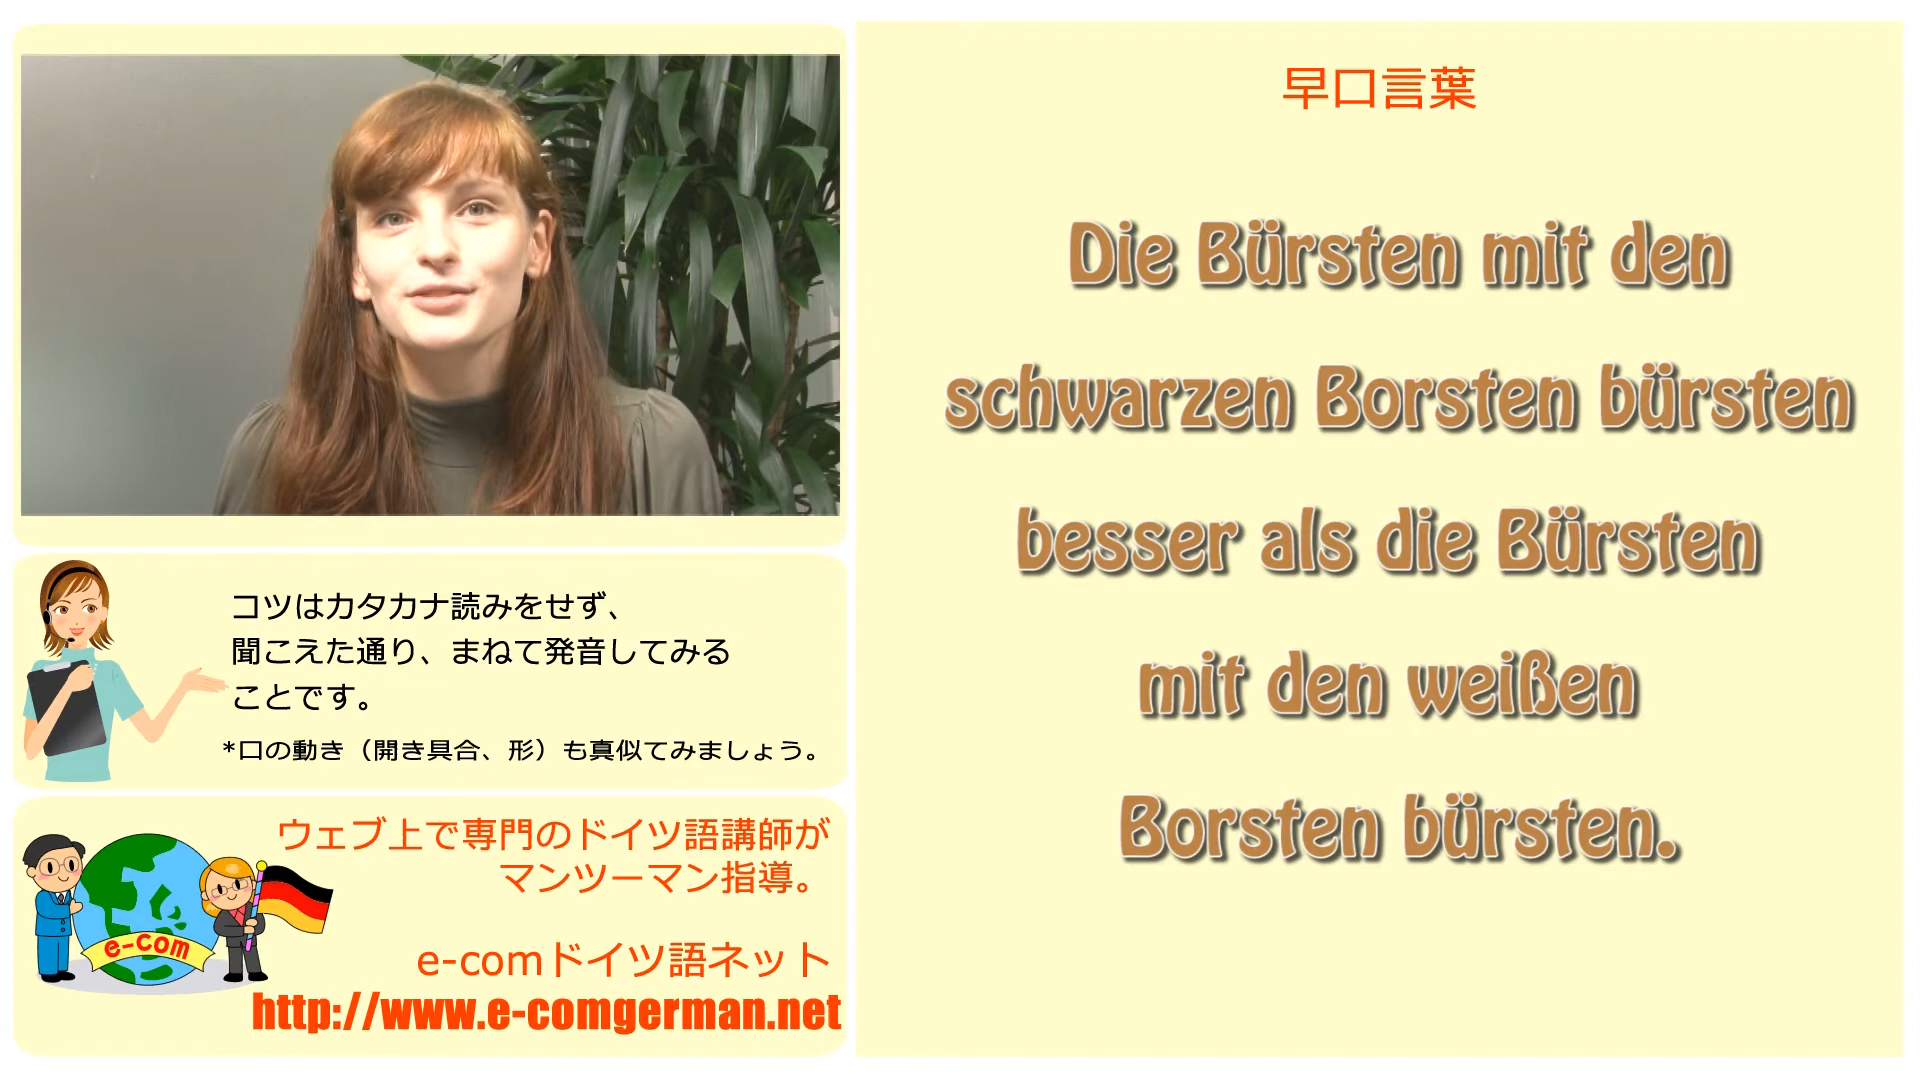 早口言葉
Die Bürsten mit den
schwarzen Borsten bürsten
besser als die Bürsten
mit den weißen
Borsten bürsten.
コツはカタカナ読みをせず、
聞こえた通り、まねて発音してみる
ことです。
*口の動き（開き具合、形）も真似てみましょう。
ウェブ上で専門のドイツ語講師が
マンツーマン指導。
e-com
e-comドイツ語ネット
http://www.e-comgerman.net